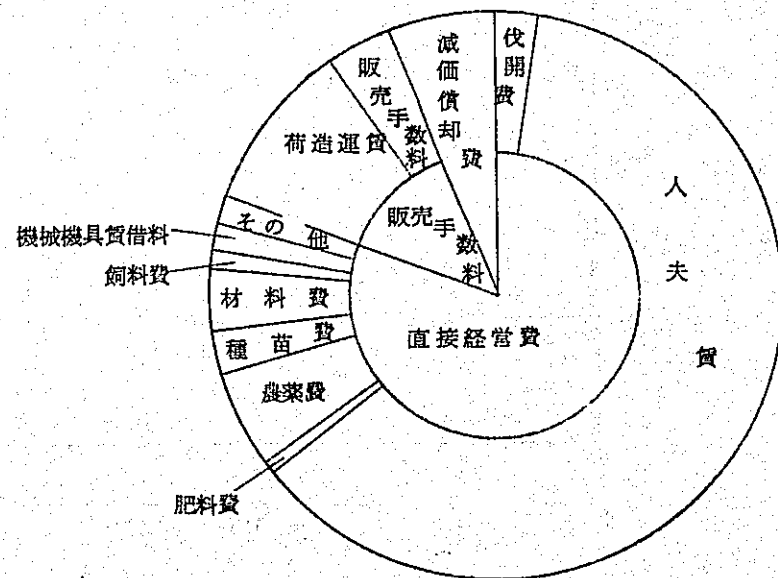 伐開費
人夫賃
肥料費
農薬費
種苗費
材料費
飼料費
機械機具賃借料
その他
荷造運賃
販売手数料
減価償却費
販売手数料
直接経営費